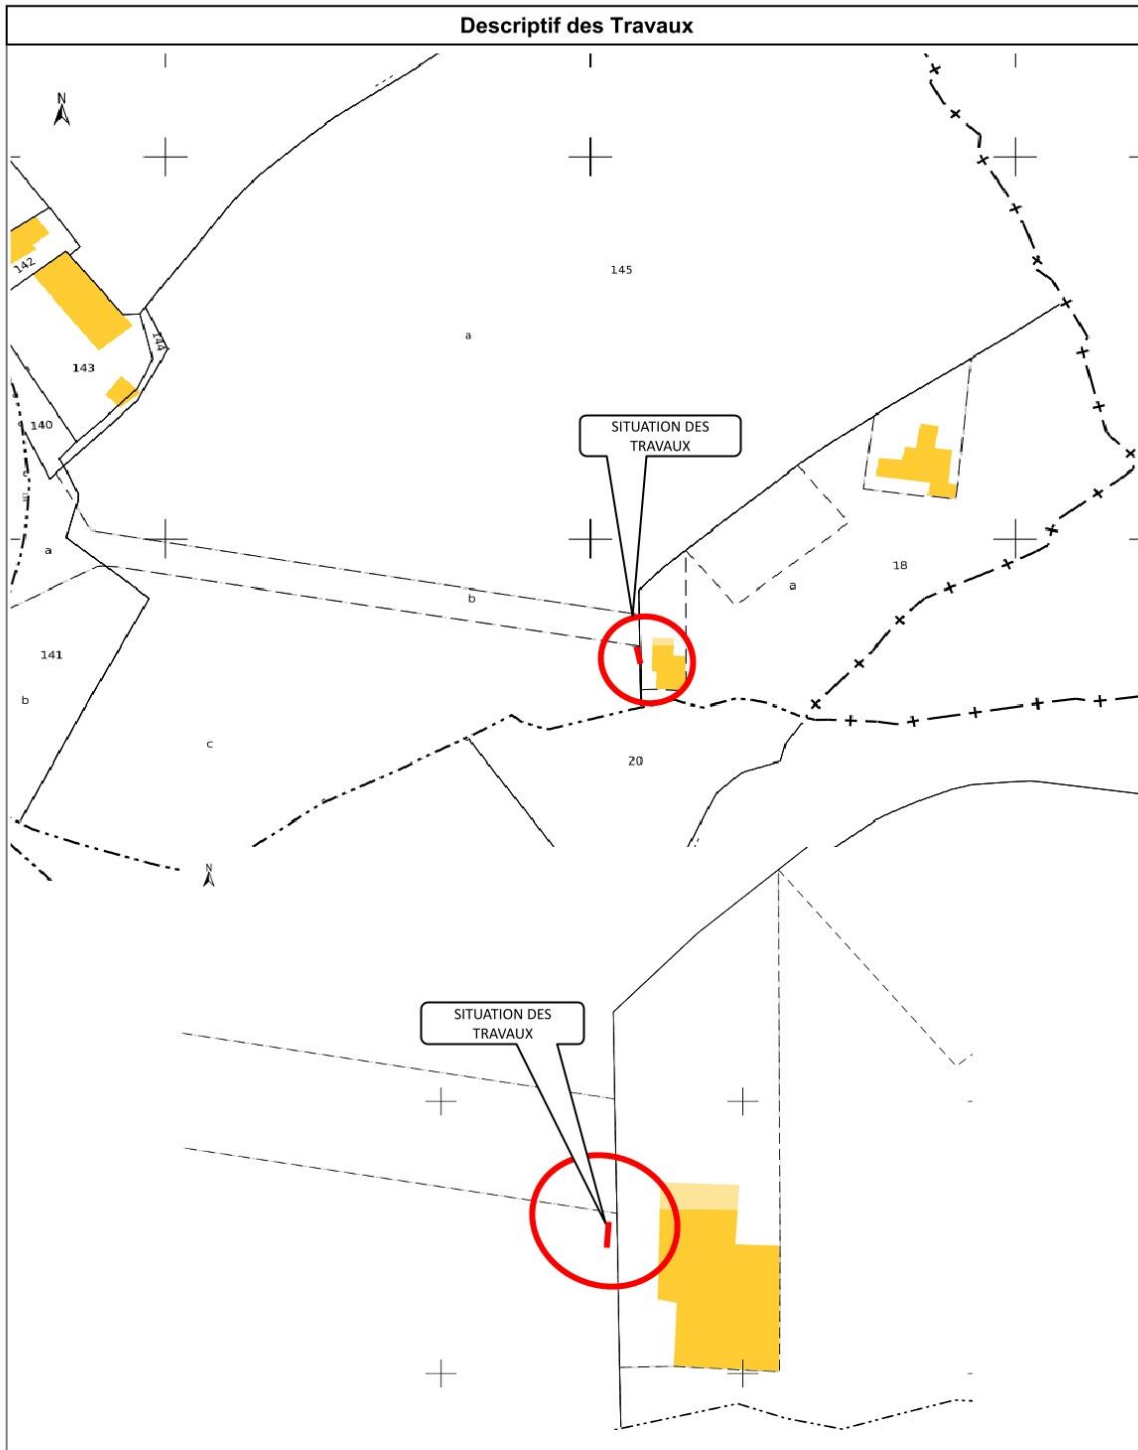 Descriptif des Travaux
N
142
144
143
140
a
141
b
c
145
a
SITUATION DES
TRAVAUX
b
18
a
20
N
SITUATION DES
TRAVAUX